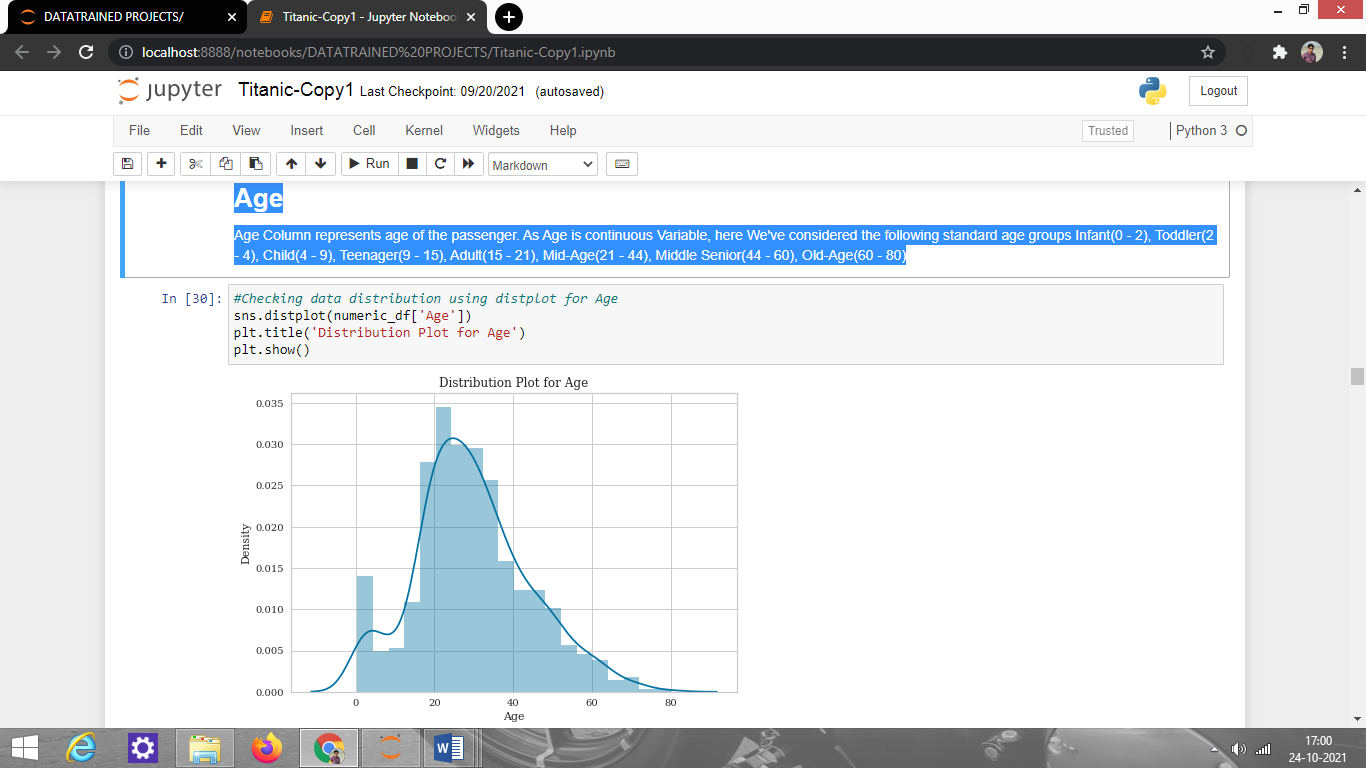 DATATRAINED PROJECTS/
Titanic-Copy1 - Jupyter Noteboo
localhost:8888/notebooks/DATATRAINED%20PROJECTS/Titanic-Copy1.ipynb
jupyter Titanic-Copy1 Last Checkpoint: 09/20/2021 (autosaved)
Logout
File Edit View Insert Cell Kernel Widgets Help
Trusted
Python 3
Run
Markdown
Age
Age Column represents age of the passenger. As Age is continuous Variable, here We've considered the following standard age groups Infant(0 - 2), Toddler(2
- 4), Child(4 - 9), Teenager(9 - 15), Adult(15 - 21), Mid-Age(21 - 44), Middle Senior(44 - 60), Old-Age(60 - 80)
In [30]: #Checking data distribution using distplot for Age
sns.distplot(numeric_df['Age'])
plt.title('Distribution Plot for Age')
plt.show()
Distribution Plot for Age
0.035
0.030
0.025
0.020
0.015
0.010
0.005
0.000
Density
0 20 40 60 80
Age
17:00
24-10-2021